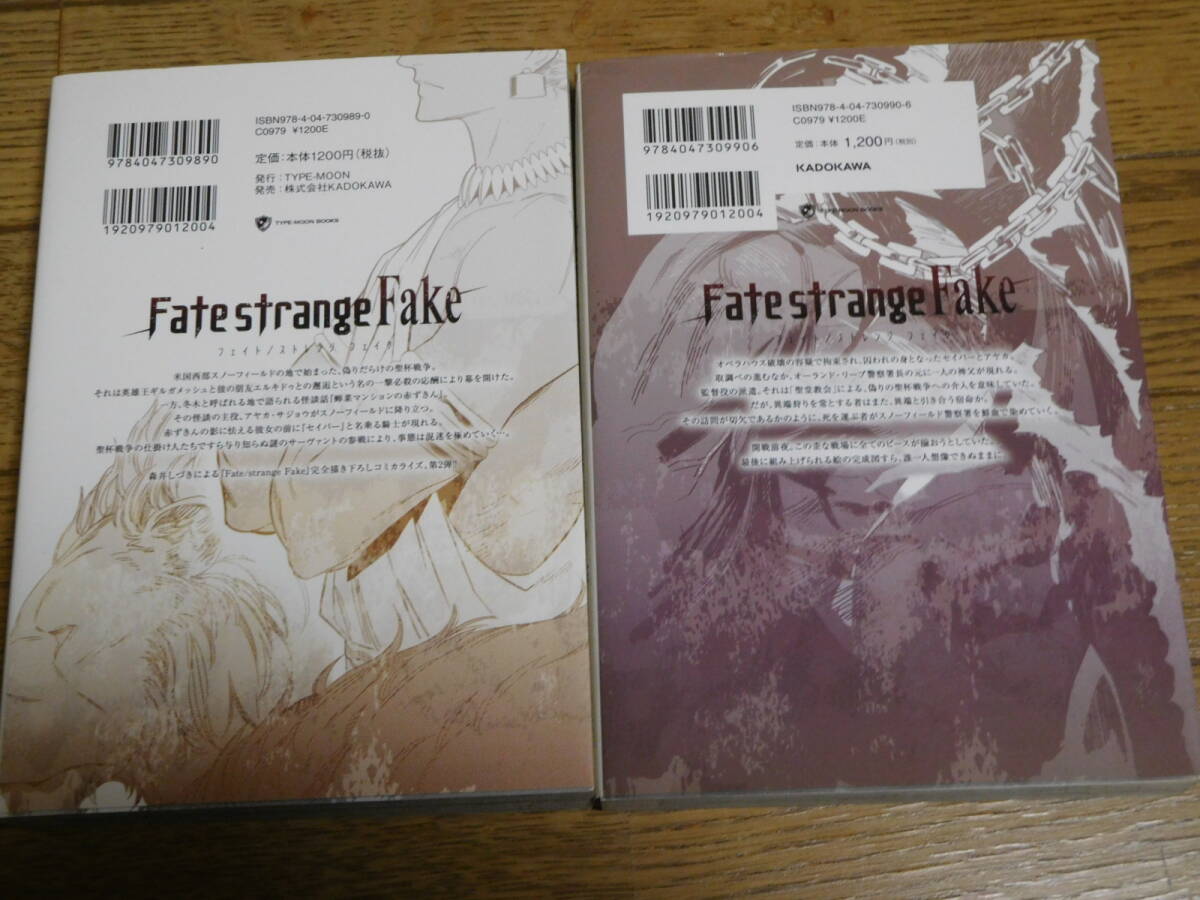 ISBN978-4-04-730989-0
C0979 ¥1200E
9784047309890
定価：本体1200円（税抜）
発行：TYPE-MOON
発売：株式会社KADOKAWA
1920979012004
TYPE-MOON BOOKS
Fate strange Fake
フェイト/ストレンジ フェイク
米国西部スノーフィールドの地で始まった、偽りだらけの聖杯戦争。
それは英雄王ギルガメッシュと彼の朋友エルキドゥとの邂逅という名の一撃必殺の応酬により幕を開けた。
一方、冬木と呼ばれる地で語られる怪談話「蝉菜マンションの赤ずきん」。
その怪談の主役、アヤカ・サジョウがスノーフィールドに降り立つ。
赤ずきんの影に怯える彼女の前に「セイバー」と名乗る騎士が現れる。
聖杯戦争の仕掛け人たちですら与り知らぬ謎のサーヴァントの参戦により、事態は混迷を極めていく…。
森井しづきによる「Fate/strange Fake」完全描き下ろしコミカライズ、第2弾!!
ISBN978-4-04-730990-6
C0979 ¥1200E
9784047309906
定価：本体 1,200円（税別）
KADOKAWA
1920979012004
TYPE-MOON BOOKS
Fate strange Fake
オペラハウス破壊の容疑で拘束され、囚われの身となったセイバーとアヤカ。
取調べの進むなか、オーランド・リーブ警察署長の元に一人の神父が現れる。
監督役の派遣。それは「聖堂教会」による、偽りの聖杯戦争への介入を意味していた。
だが、異端狩りを常とする者はまた、異端と引き合う宿命か。
その訪問が切欠であるかのように、死を運ぶ者がスノーフィールド警察署を鮮血で染めていく。
開戦前夜。この歪な戦場に全てのピースが揃おうとしていた。
最後に組み上げられる絵の完成図すら、誰一人想像できぬままに。